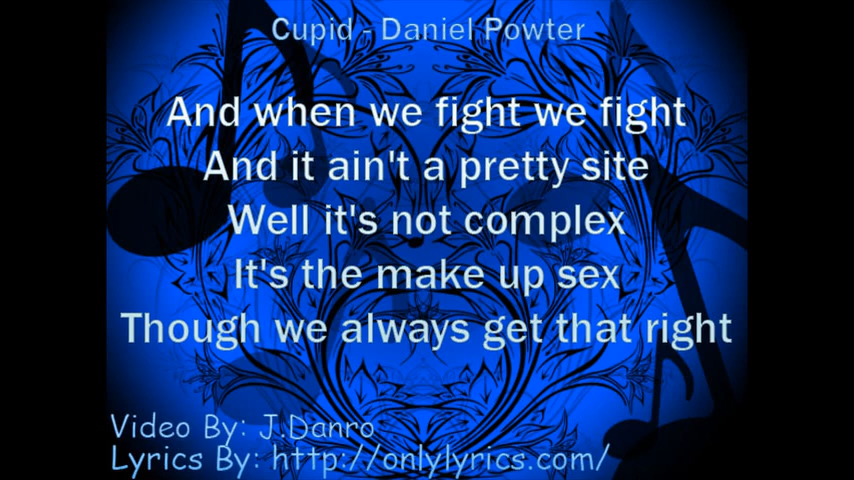 Cupid - Daniel Powter
And when we fight we fight
And it ain't a pretty site
Well it's not complex
It's the make up sex
Though we always get that right
Video By: J.Danro
Lyrics By: http://onlylyrics.com/